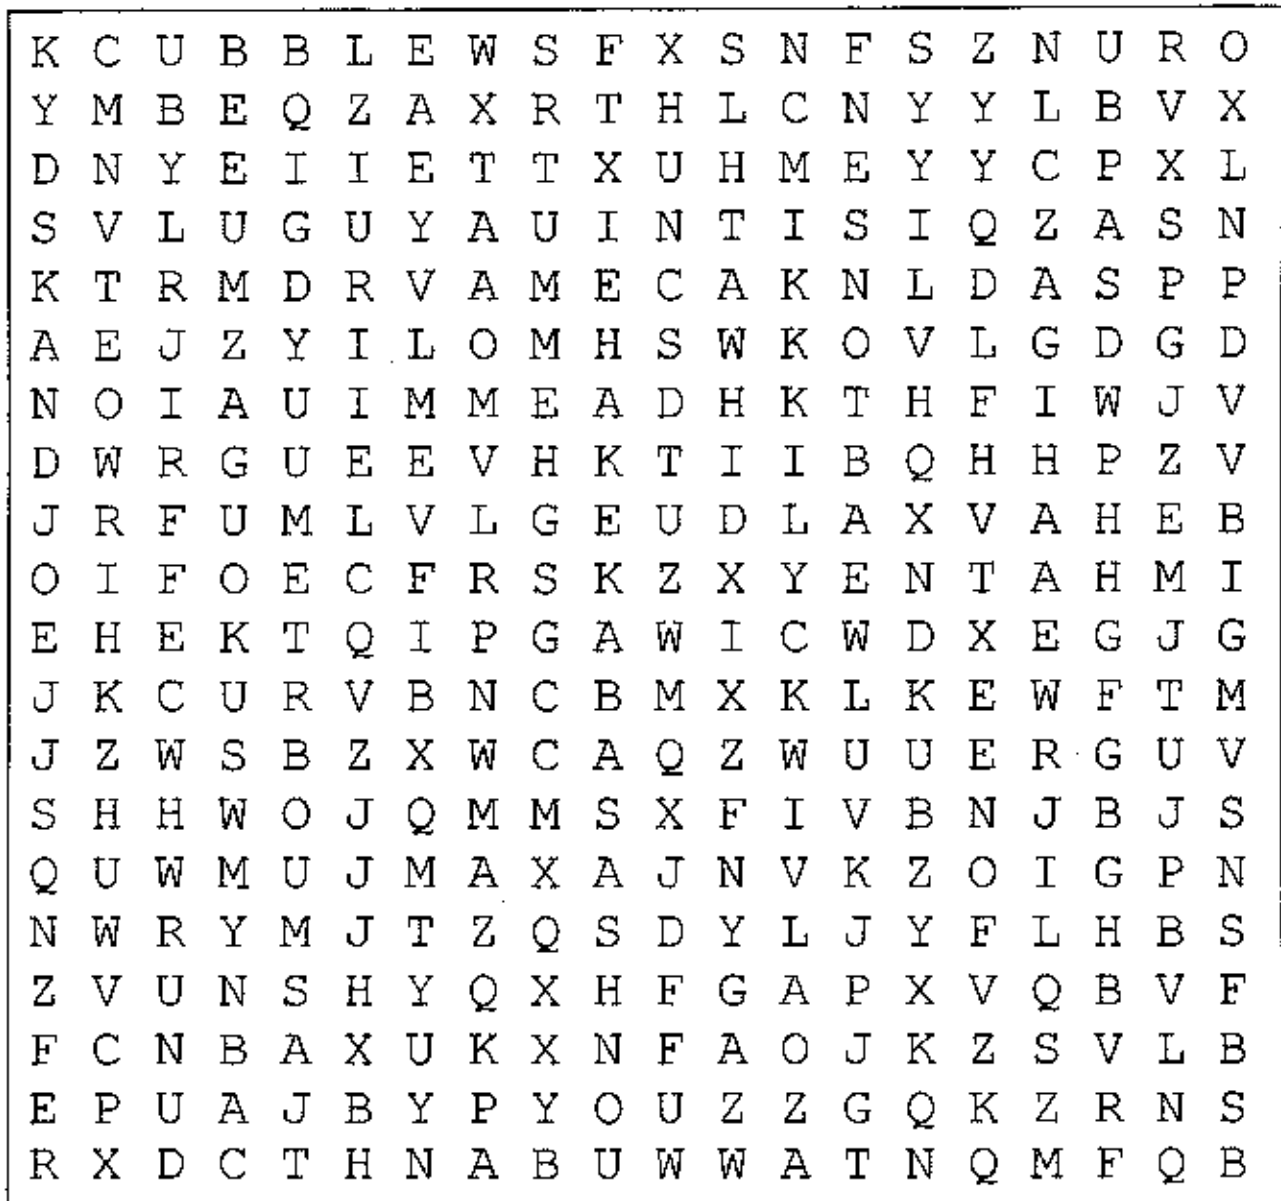 K C U B B L E W S F X S N F S Z N U R O
Y M B E Q Z A X R T H L C N Y Y L B V X
D N Y E I I E T T X U H M E Y Y C P X L
S V L U G U Y A U I N T I S I Q Z A S N
K T R M D R V A M E C A K N L D A S P P
A E J Z Y I L O M H S W K O V L G D G D
N O I A U I M M E A D H K T H F I W J V
D W R G U E E V H K T I I B Q H H P Z V
J R F U M L V L G E U D L A X V A H E B
O I F O E C F R S K Z X Y E N T A H M I
E H E K T Q I P G A W I C W D X E G J G
J K C U R V B N C B M X K L K E W F T M
J Z W S B Z X W C A Q Z W U U E R G U V
S H H W O J Q M M S X F I V B N J B J S
Q U W M U J M A X A J N V K Z O I G P N
N W R Y M J T Z Q S D Y L J Y F L H B S
Z V U N S H Y Q X H F G A P X V Q B V F
F C N B A X U K X N F A O J K Z S V L B
E P U A J B Y P Y O U Z Z G Q K Z R N S
R X D C T H N A B U W W A T N Q M F Q B